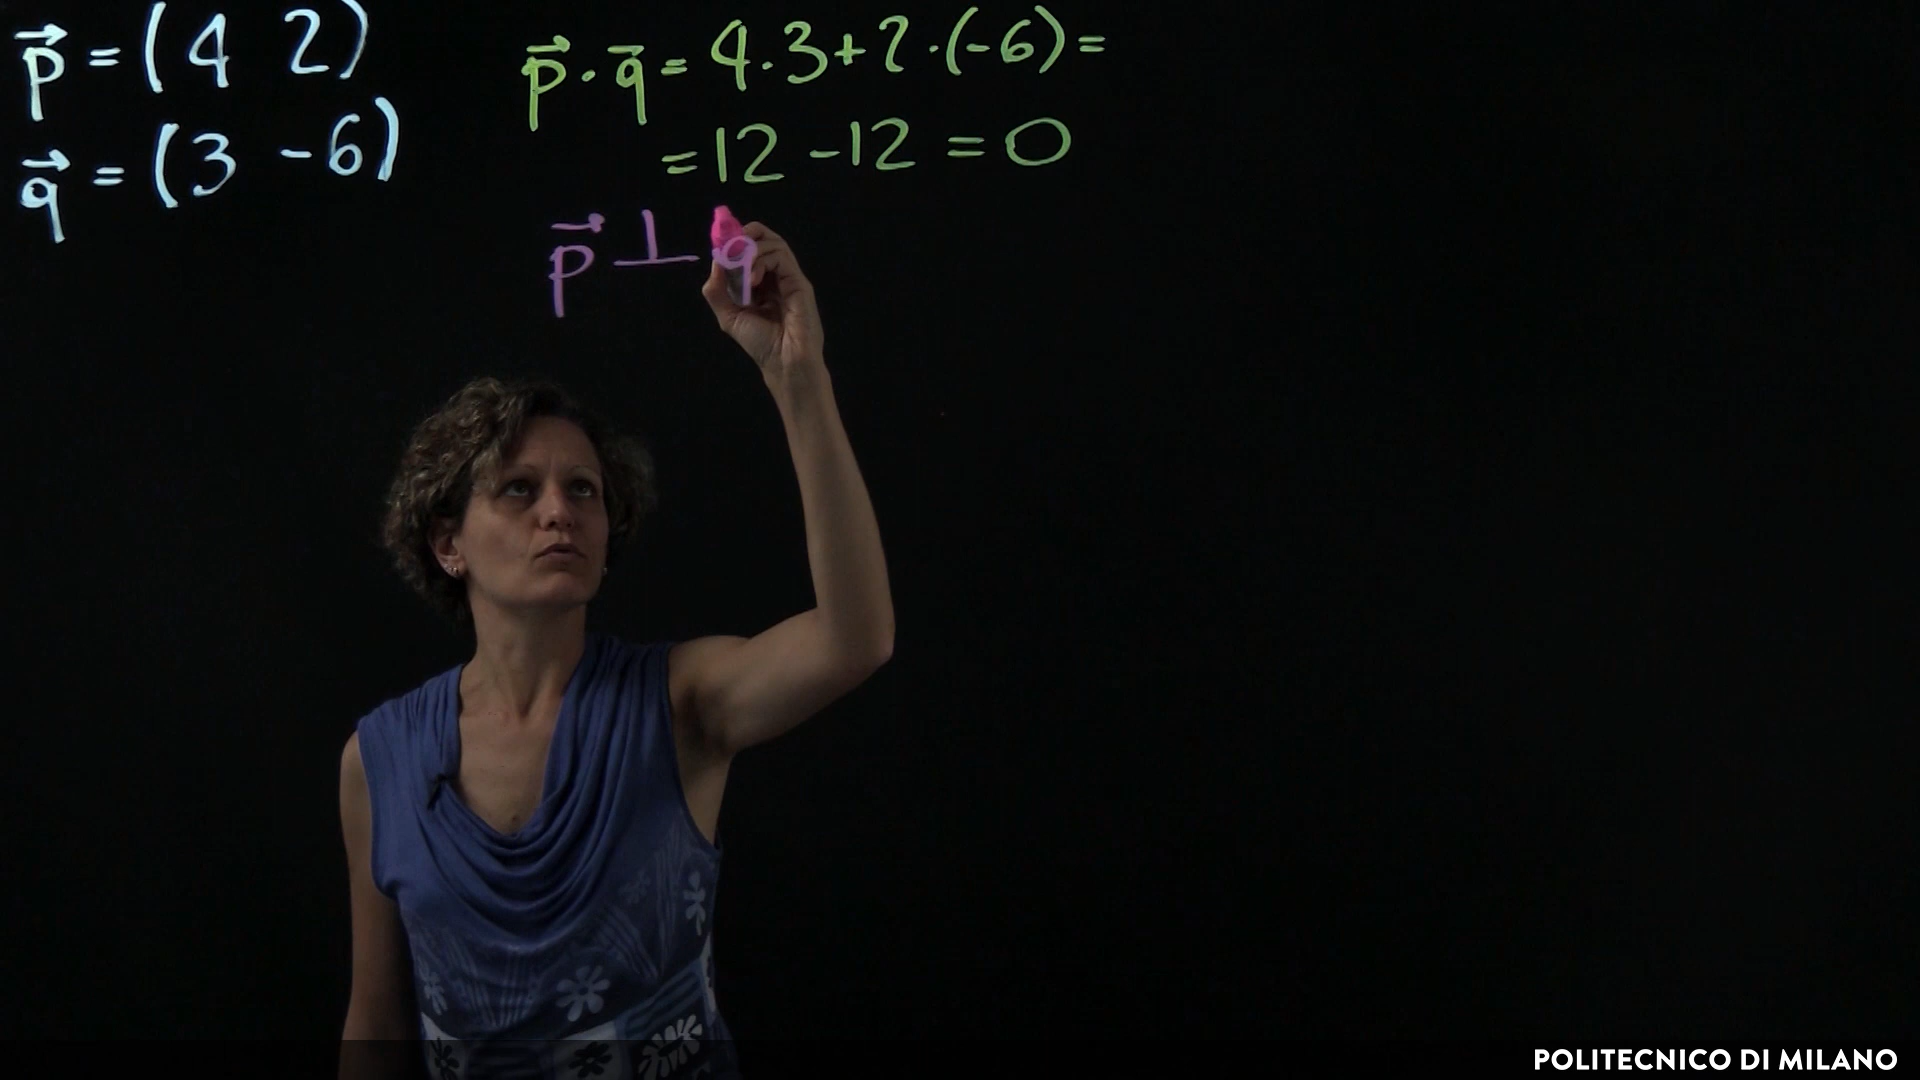 p⃗ = (4 2)
q⃗ = (3 -6)
p⃗ · q⃗ = 4·3+2·(-6)=
=12 -12 = 0
p⃗ ⊥ q
POLITECNICO DI MILANO